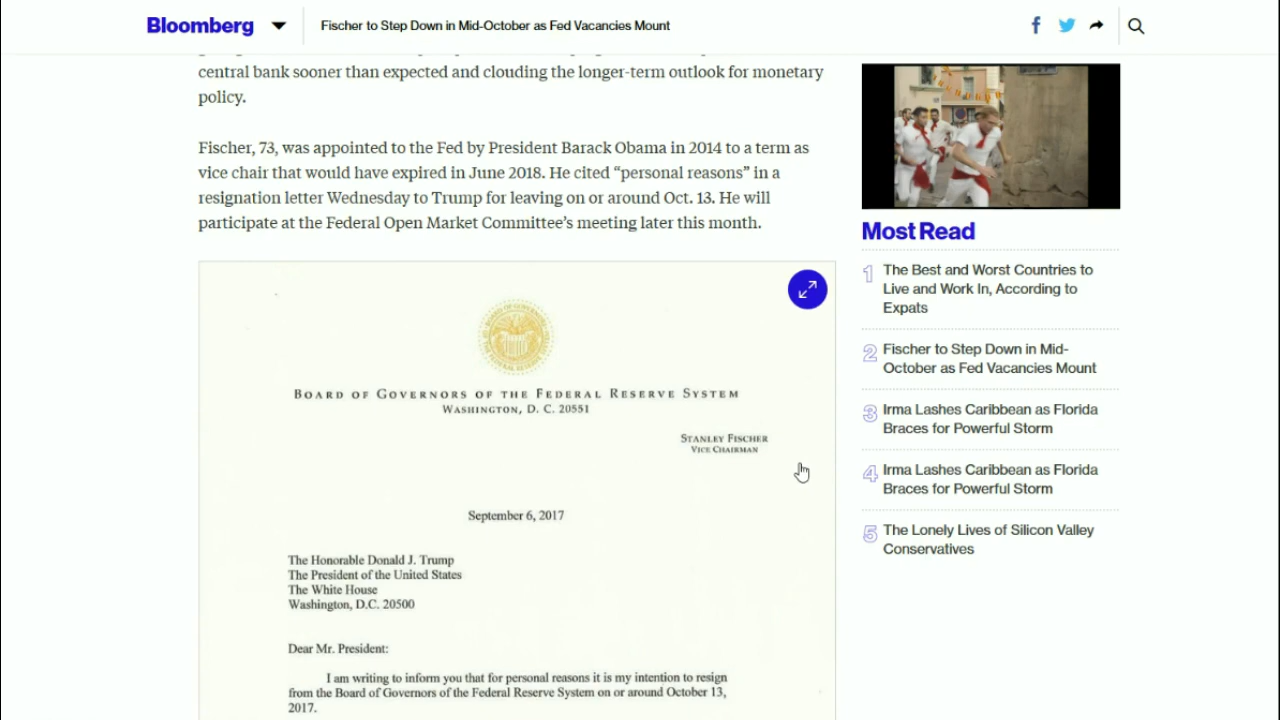 Bloomberg
Fischer to Step Down in Mid-October as Fed Vacancies Mount
central bank sooner than expected and clouding the longer-term outlook for monetary
policy.
Fischer, 73, was appointed to the Fed by President Barack Obama in 2014 to a term as
vice chair that would have expired in June 2018. He cited “personal reasons” in a
resignation letter Wednesday to Trump for leaving on or around Oct. 13. He will
participate at the Federal Open Market Committee’s meeting later this month.
BOARD OF GOVERNORS OF THE FEDERAL RESERVE SYSTEM
WASHINGTON, D. C. 20551
STANLEY FISCHER
VICE CHAIRMAN
September 6, 2017
The Honorable Donald J. Trump
The President of the United States
The White House
Washington, D.C. 20500
Dear Mr. President:
I am writing to inform you that for personal reasons it is my intention to resign
from the Board of Governors of the Federal Reserve System on or around October 13,
2017.
Most Read
1 The Best and Worst Countries to
Live and Work In, According to
Expats
2 Fischer to Step Down in Mid-
October as Fed Vacancies Mount
3 Irma Lashes Caribbean as Florida
Braces for Powerful Storm
4 Irma Lashes Caribbean as Florida
Braces for Powerful Storm
5 The Lonely Lives of Silicon Valley
Conservatives